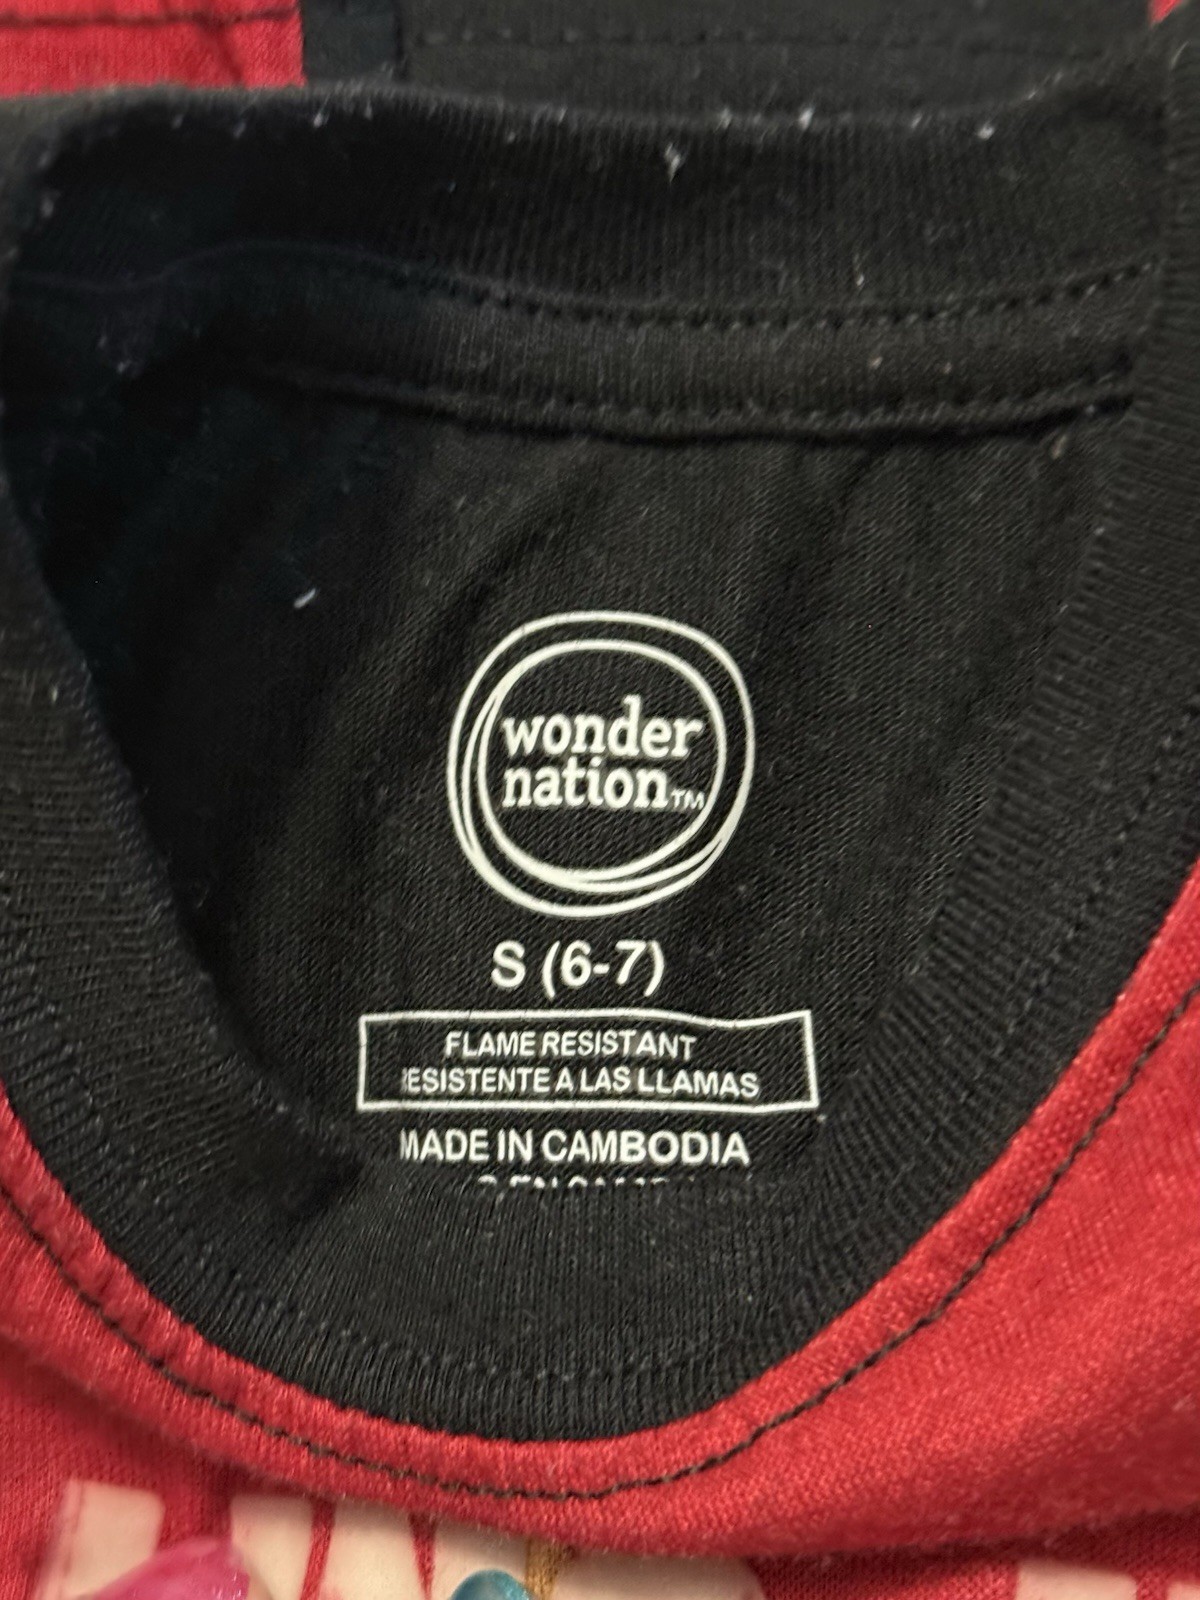 wonder
nation™
S (6-7)
FLAME RESISTANT
ESISTENTE A LAS LLAMAS
MADE IN CAMBODIA